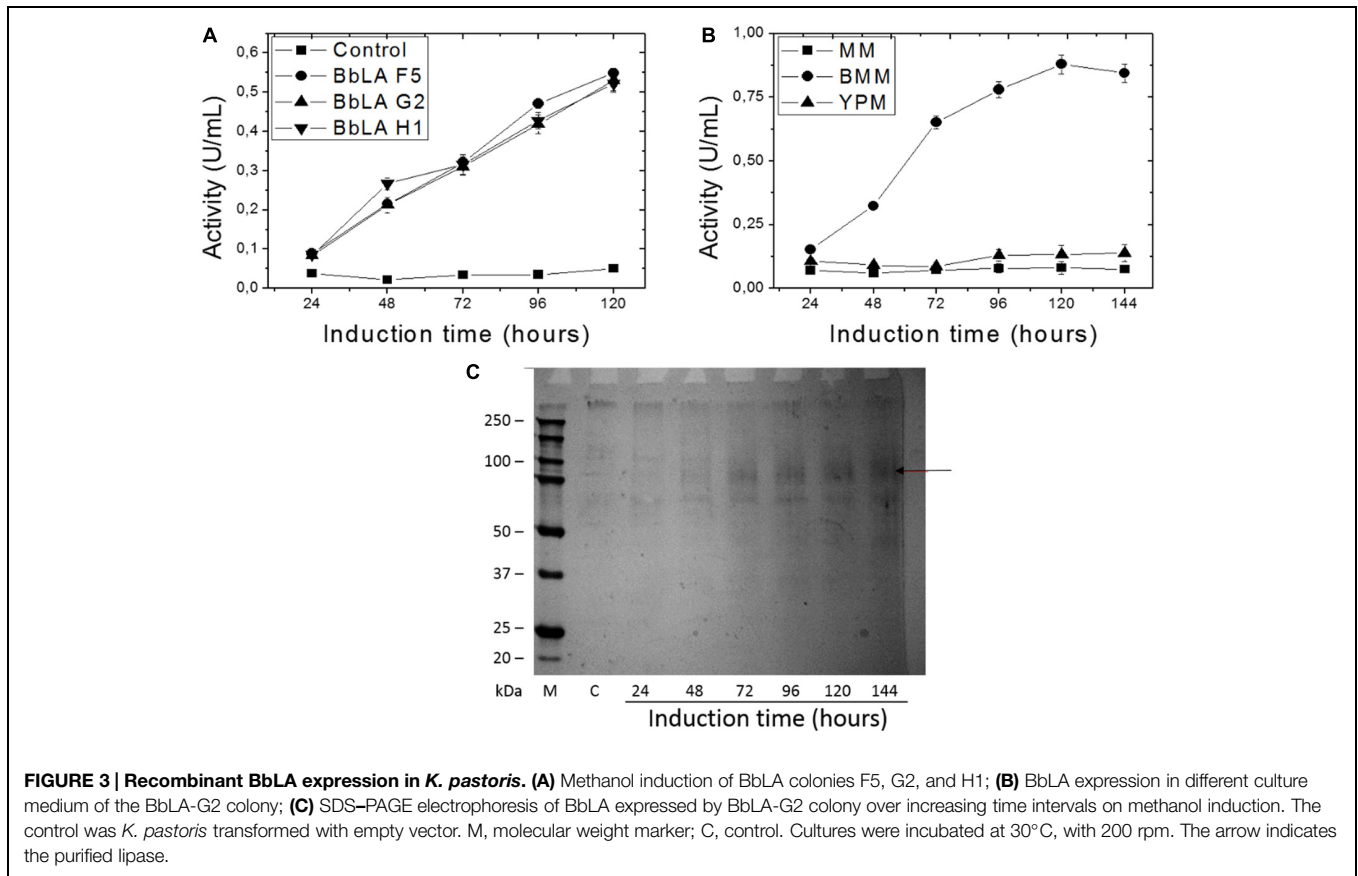 A
0,6
0,5
0,4
0,3
0,2
0,1
0,0
Activity (U/mL)
Control
BbLA F5
BbLA G2
BbLA H1
24 48 72 96 120
Induction time (hours)
B
1,00
0,75
0,50
0,25
0,00
Activity (U/mL)
MM
BMM
YPM
24 48 72 96 120 144
Induction time (hours)
C
250 –
100 –
50 –
37 –
25 –
20 –
kDa M C 24 48 72 96 120 144
Induction time (hours)
FIGURE 3 | Recombinant BbLA expression in K. pastoris. (A) Methanol induction of BbLA colonies F5, G2, and H1; (B) BbLA expression in different culture
medium of the BbLA-G2 colony; (C) SDS–PAGE electrophoresis of BbLA expressed by BbLA-G2 colony over increasing time intervals on methanol induction. The
control was K. pastoris transformed with empty vector. M, molecular weight marker; C, control. Cultures were incubated at 30°C, with 200 rpm. The arrow indicates
the purified lipase.